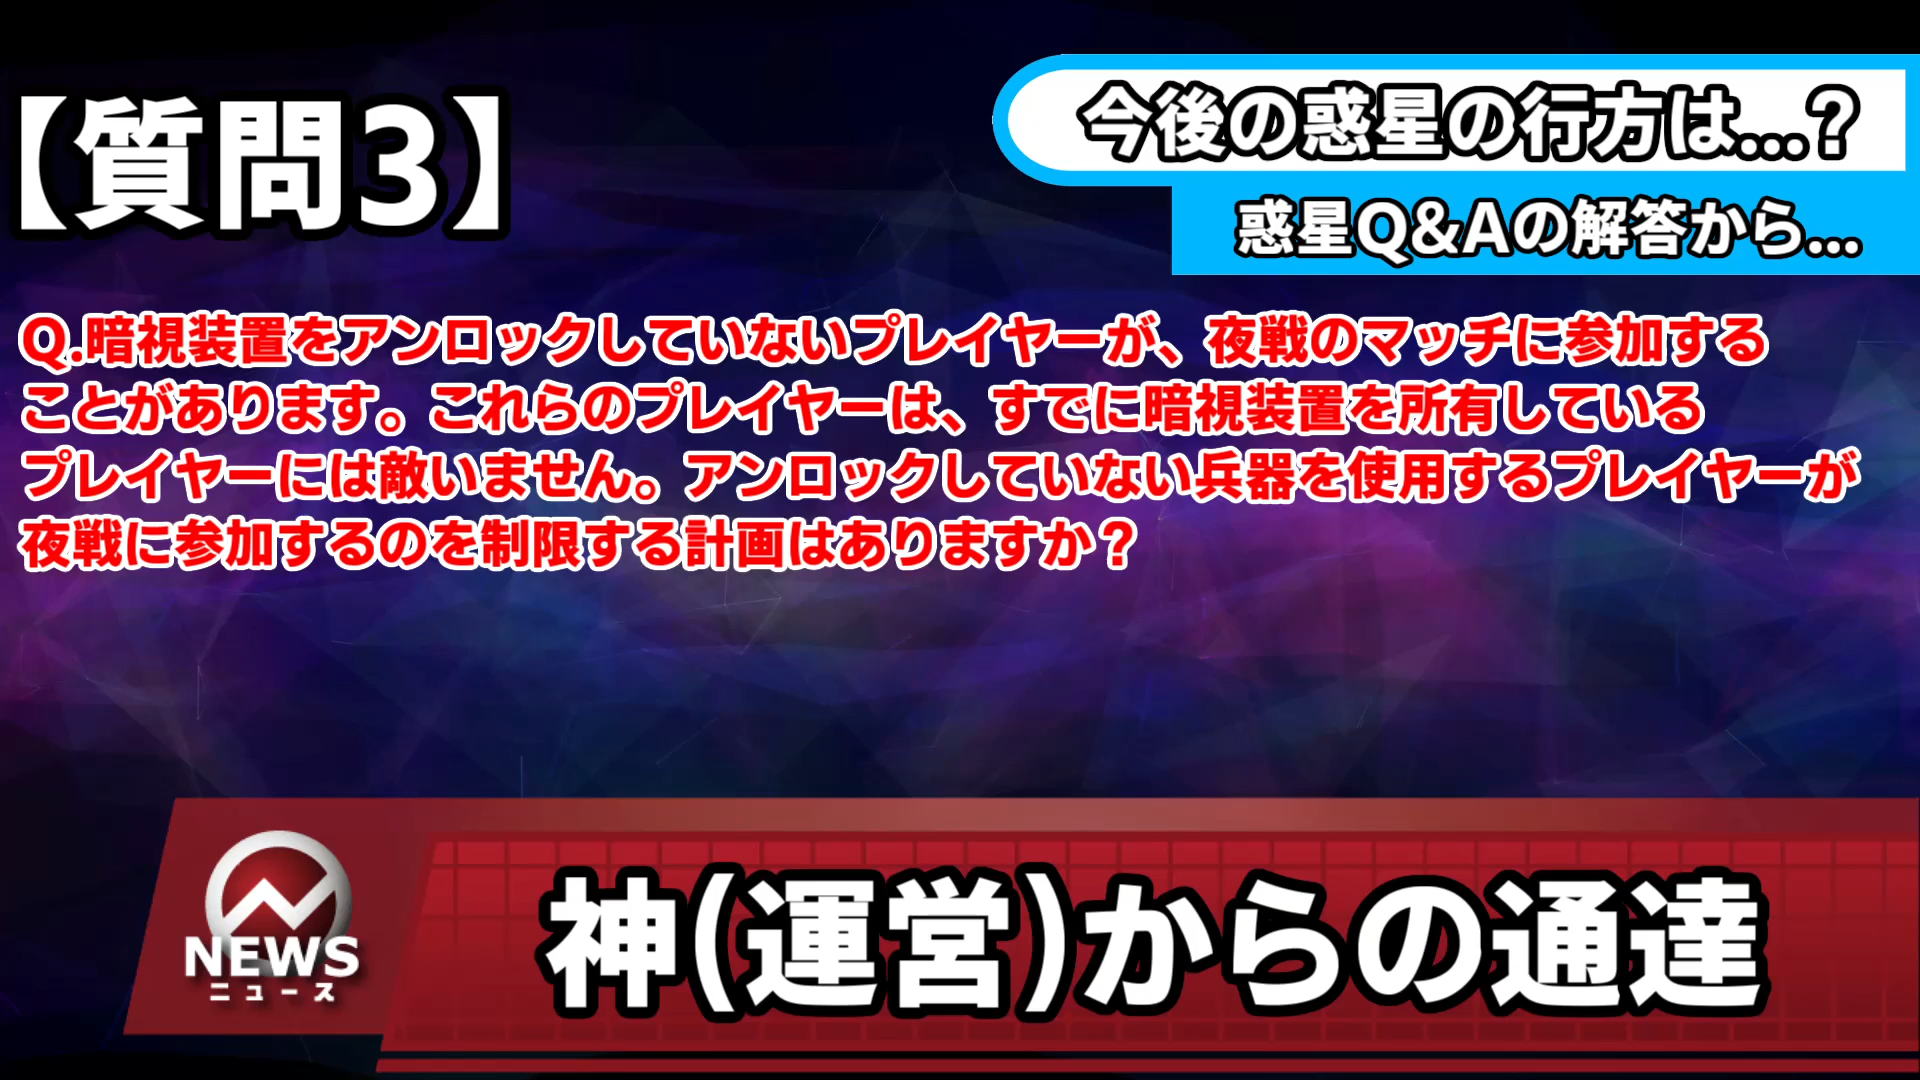 【質問3】
今後の惑星の行方は...?
惑星Q&Aの解答から...
Q.暗視装置をアンロックしていないプレイヤーが、夜戦のマッチに参加する
ことがあります。これらのプレイヤーは、すでに暗視装置を所有している
プレイヤーには敵いません。アンロックしていない兵器を使用するプレイヤーが
夜戦に参加するのを制限する計画はありますか？
NEWS
ニュース
神(運営)からの通達